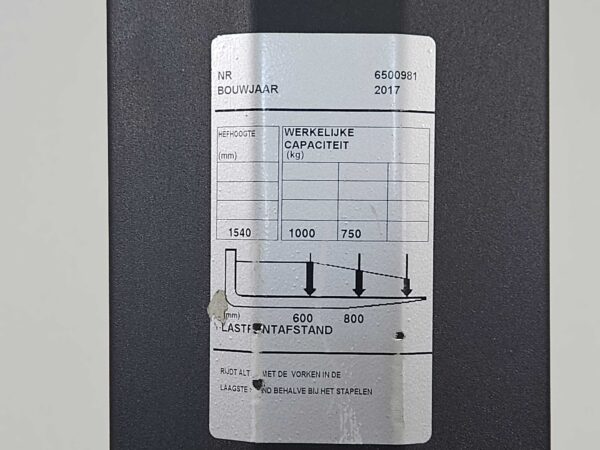 NR 6500981
BOUWJAAR 2017
HEFHOOGTE WERKELIJKE
CAPACITEIT
(mm) (kg)
1540 1000 750
(mm) 600 800
RIJDT MET DE VORKEN IN DE
LAAGSTE BEHALVE BIJ HET STAPELEN